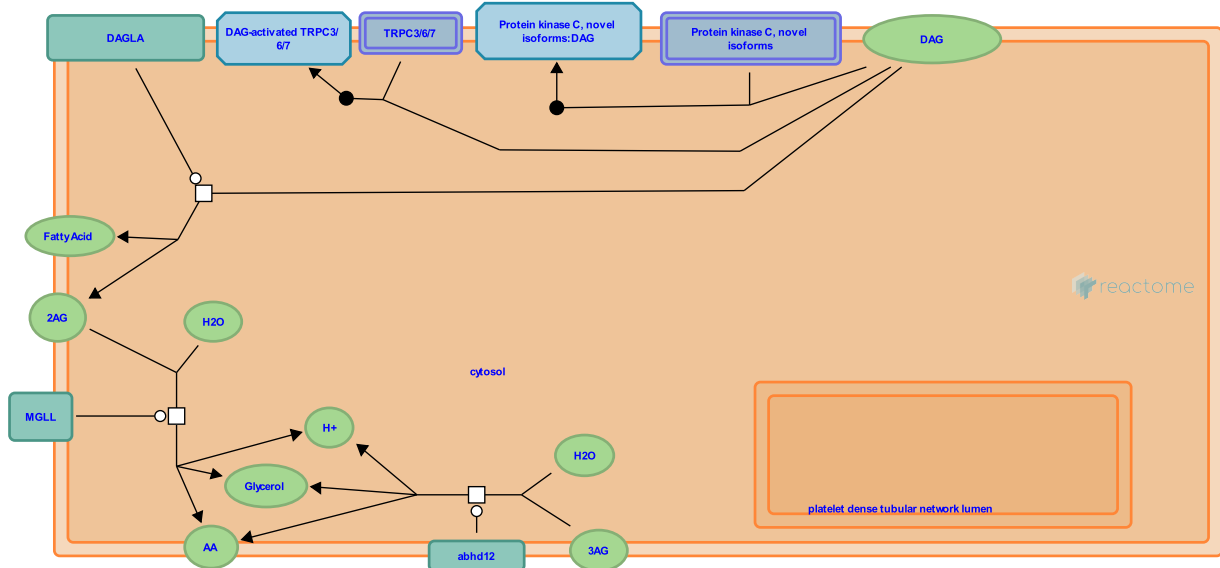 DAGLA
DAG-activated TRPC3/
6/7
TRPC3/6/7
Protein kinase C, novel
isoforms:DAG
Protein kinase C, novel
isoforms
DAG
FattyAcid
2AG
H2O
reactome
cytosol
MGLL
H+
H2O
Glycerol
platelet dense tubular network lumen
AA
abhd12
3AG